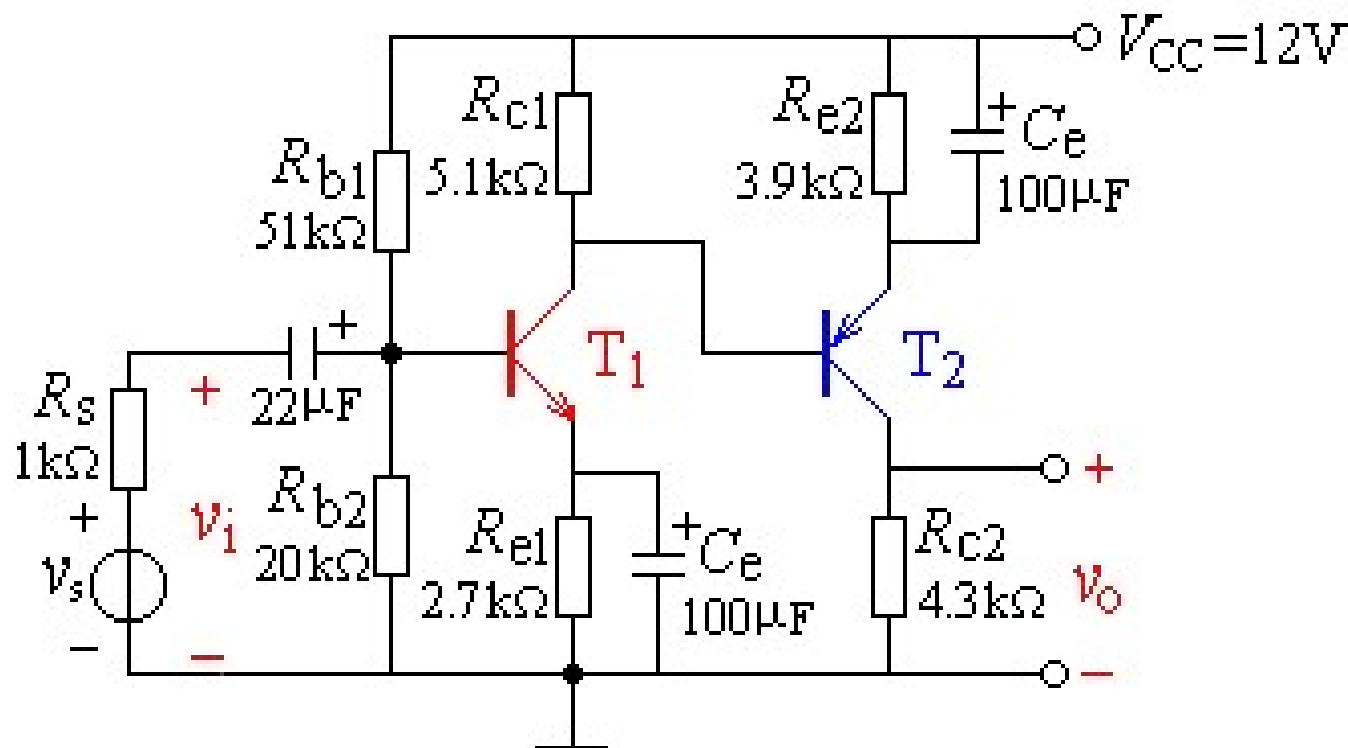 VCC=12V
Rc1
5.1kΩ
Re2
3.9kΩ
+
Ce
100μF
Rb1
51kΩ
T1
T2
+
22μF
Rs
1kΩ
+
vs
−
+
vi
−
Rb2
20kΩ
Re1
2.7kΩ
+
Ce
100μF
Rc2
4.3kΩ
+
vo
−